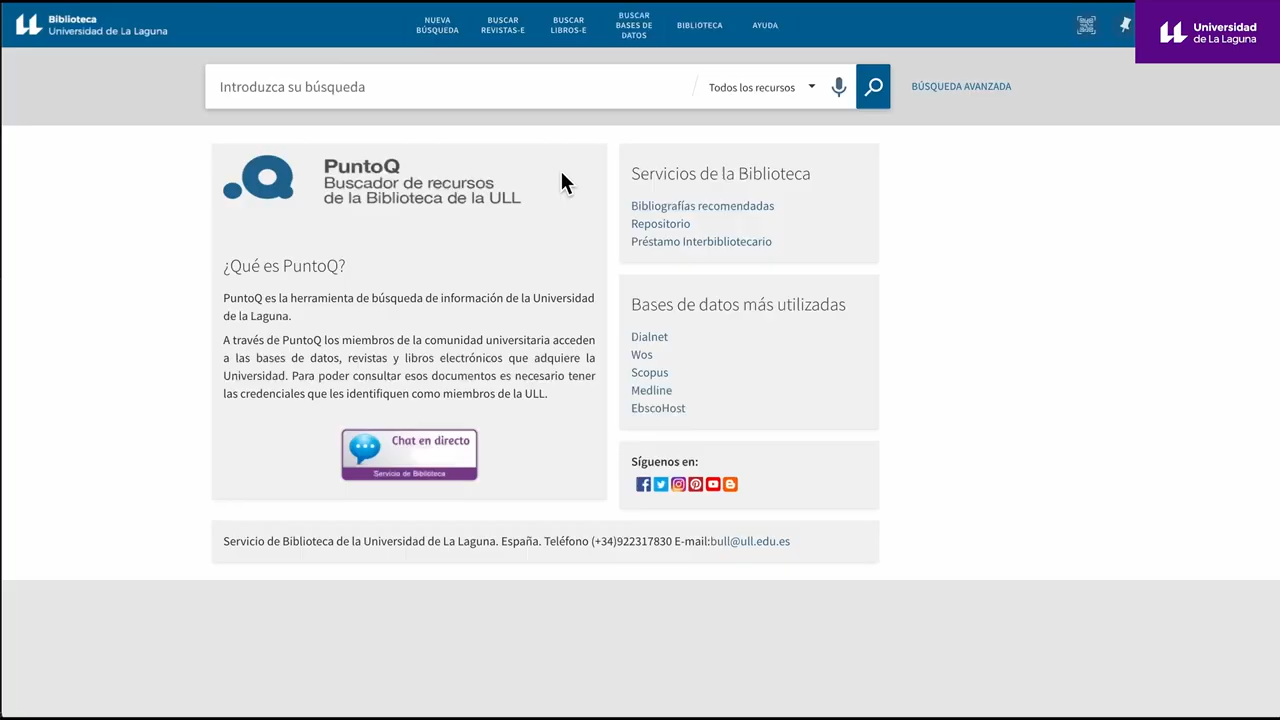 Biblioteca
Universidad de La Laguna
NUEVA
BÚSQUEDA
BUSCAR
REVISTAS-E
BUSCAR
LIBROS-E
BUSCAR
BASES DE
DATOS
BIBLIOTECA
AYUDA
Universidad
de La Laguna
Introduzca su búsqueda
Todos los recursos
BÚSQUEDA AVANZADA
.Q
PuntoQ
Buscador de recursos
de la Biblioteca de la ULL
¿Qué es PuntoQ?
PuntoQ es la herramienta de búsqueda de información de la Universidad
de la Laguna.
A través de PuntoQ los miembros de la comunidad universitaria acceden
a las bases de datos, revistas y libros electrónicos que adquiere la
Universidad. Para poder consultar esos documentos es necesario tener
las credenciales que les identifiquen como miembros de la ULL.
Chat en directo
Servicio de Biblioteca
Servicios de la Biblioteca
Bibliografías recomendadas
Repositorio
Préstamo Interbibliotecario
Bases de datos más utilizadas
Dialnet
Wos
Scopus
Medline
EbscoHost
Síguenos en:
Servicio de Biblioteca de la Universidad de La Laguna. España. Teléfono (+34)922317830 E-mail:bull@ull.edu.es